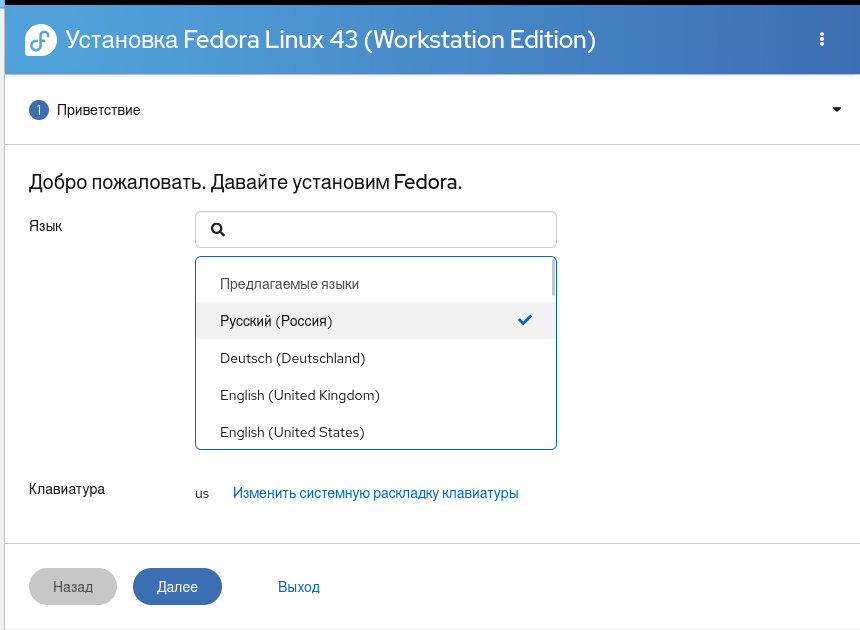 Установка Fedora Linux 43 (Workstation Edition)
1 Приветствие
Добро пожаловать. Давайте установим Fedora.
Язык
Предлагаемые языки
Русский (Россия)
Deutsch (Deutschland)
English (United Kingdom)
English (United States)
Клавиатура us Изменить системную раскладку клавиатуры
Назад Далее Выход